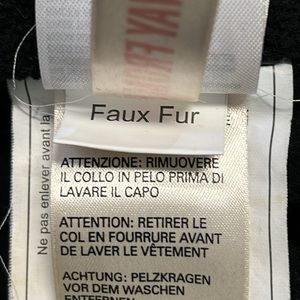 Faux Fur
ATTENZIONE: RIMUOVERE
IL COLLO IN PELO PRIMA DI
LAVARE IL CAPO
ATTENTION: RETIRER LE
COL EN FOURRURE AVANT
DE LAVER LE VÊTEMENT
ACHTUNG: PELZKRAGEN
VOR DEM WASCHEN
ENTFERNEN
Ne pas enlever avant la